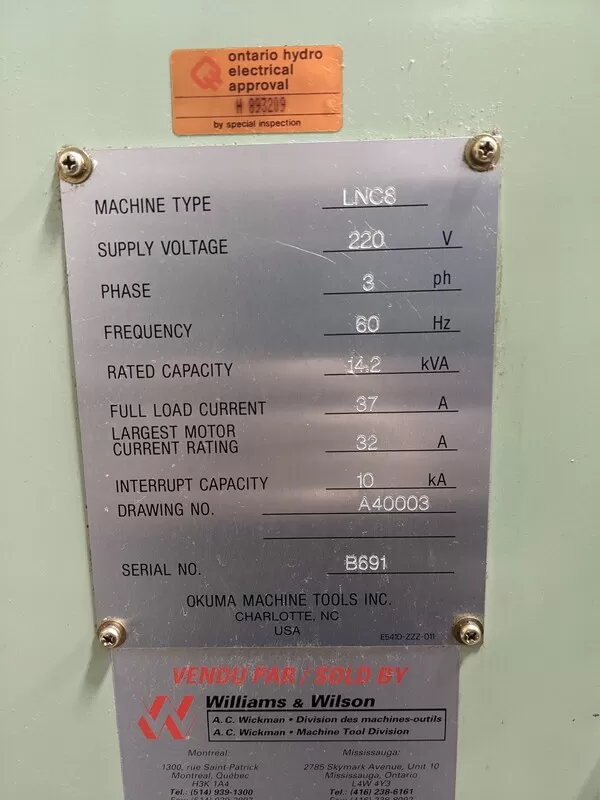 ontario hydro
electrical
approval
H 093209
by special inspection
MACHINE TYPE LNC8
SUPPLY VOLTAGE 220 V
PHASE 3 ph
FREQUENCY 60 Hz
RATED CAPACITY 14.2 kVA
FULL LOAD CURRENT 37 A
LARGEST MOTOR
CURRENT RATING 32 A
INTERRUPT CAPACITY 10 kA
DRAWING NO. A40003
SERIAL NO. B691
OKUMA MACHINE TOOLS INC.
CHARLOTTE, NC
USA
E5410-ZZZ-011
VENDU PAR / SOLD BY
Williams & Wilson
A. C. Wickman • Division des machines-outils
A. C. Wickman • Machine Tool Division
Montréal:
1300, rue Saint-Patrick
Montréal, Québec
H3K 1A4
Tél.: (514) 939-1300
Mississauga:
2785 Skymark Avenue, Unit 10
Mississauga, Ontario
L4W 4Y3
Tel.: (416) 238-6161